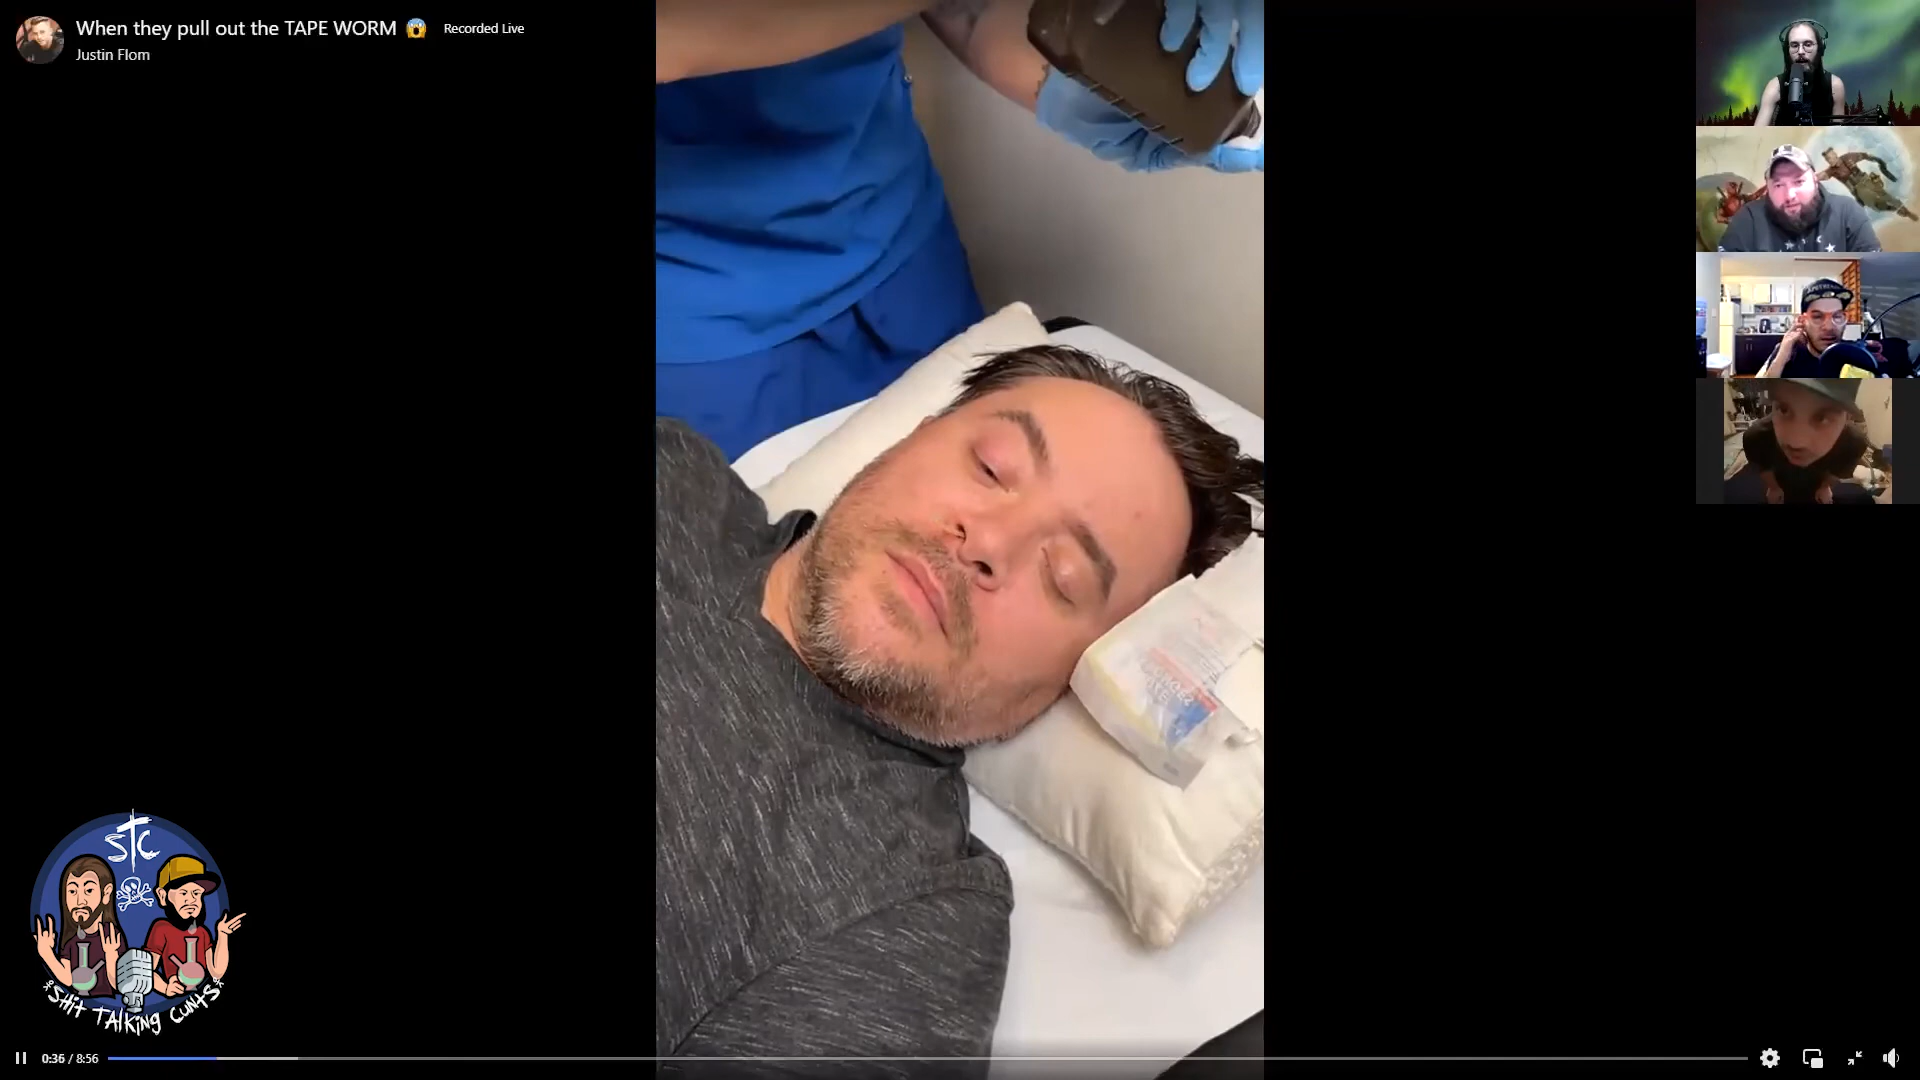 When they pull out the TAPE WORM 😱 Recorded Live
Justin Flom
STC
SHIT TALKING CUNTS
0:36 / 8:56